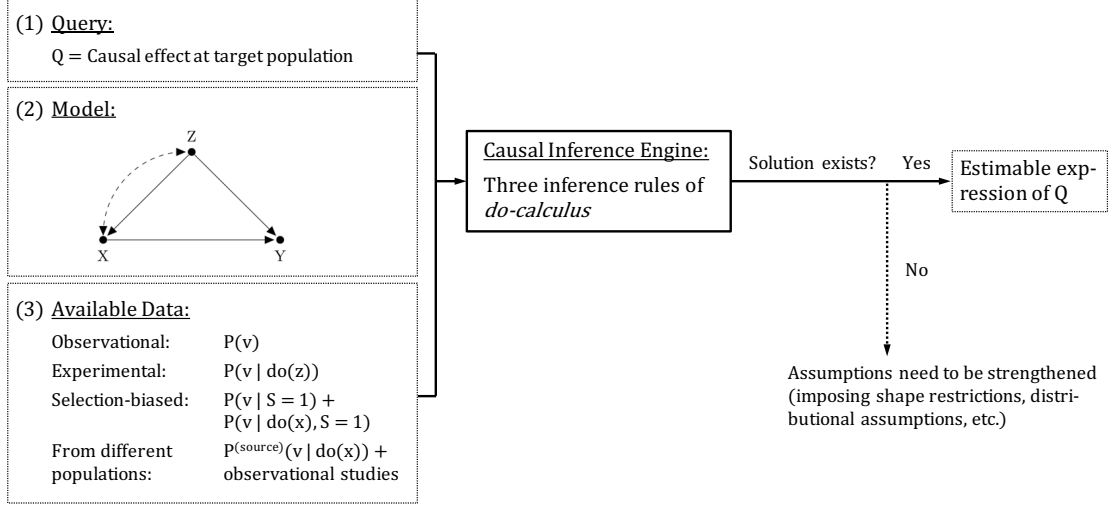 (1) Query:
Q = Causal effect at target population
(2) Model:
Z
X
Y
(3) Available Data:
Observational: P(v)
Experimental: P(v | do(z))
Selection-biased: P(v | S = 1) +
P(v | do(x), S = 1)
From different P(source)(v | do(x)) +
populations: observational studies
Causal Inference Engine:
Three inference rules of
do-calculus
Solution exists? Yes
No
Estimable exp-
ression of Q
Assumptions need to be strengthened
(imposing shape restrictions, distri-
butional assumptions, etc.)